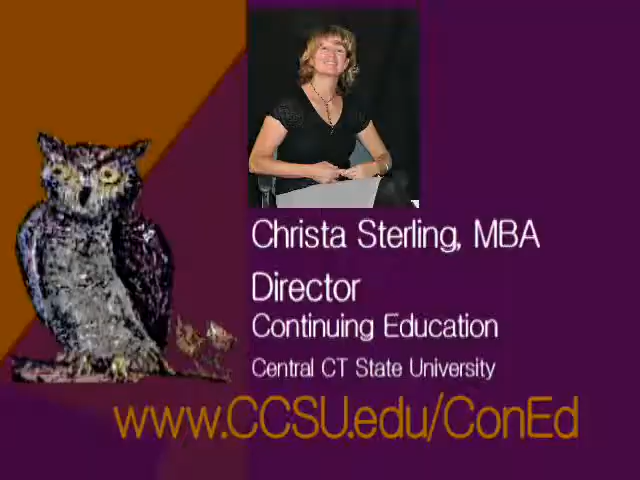 Christa Sterling, MBA
Director
Continuing Education
Central CT State University
www.CCSU.edu/ConEd